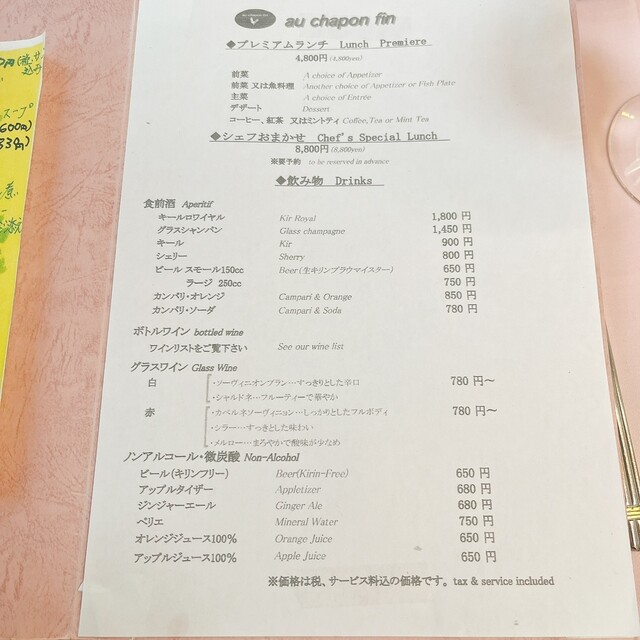 au chapon fin
◆プレミアムランチ Lunch Premiere
4,800円(4,800yen)
前菜 A choice of Appetizer
前菜 又は魚料理 Another choice of Appetizer or Fish Plate
主菜 A choice of Entrée
デザート Dessert
コーヒー、紅茶 又はミントティ Coffee,Tea or Mint Tea
◆シェフおまかせ Chef's Special Lunch
8,800円(8,800yen)
※要予約 to be reserved in advance
◆飲み物 Drinks
食前酒 Aperitif
キールロワイヤル Kir Royal 1,800 円
グラスシャンパン Glass champagne 1,450 円
キール Kir 900 円
シェリー Sherry 800 円
ビール スモール150cc Beer(生キリンブラウマイスター) 650 円
ラージ 250cc 750 円
カンパリ・オレンジ Campari & Orange 850 円
カンパリ・ソーダ Campari & Soda 780 円
ボトルワイン bottled wine
ワインリストをご覧下さい See our wine list
グラスワイン Glass Wine
白 ・ソーヴィニオンブラン…すっきりとした辛口 780 円～
・シャルドネ…フルーティーで華やか
赤 ・カベルネソーヴィニョン…しっかりとしたフルボディ 780 円～
・シラー…すっきとした味わい
・メルロー…まろやかで酸味が少なめ
ノンアルコール・微炭酸 Non-Alcohol
ビール(キリンフリー) Beer(Kirin-Free) 650 円
アップルタイザー Appletizer 680 円
ジンジャーエール Ginger Ale 680 円
ペリエ Mineral Water 750 円
オレンジジュース100% Orange Juice 650 円
アップルジュース100% Apple Juice 650 円
※価格は税、サービス料込の価格です。 tax & service included
スープ